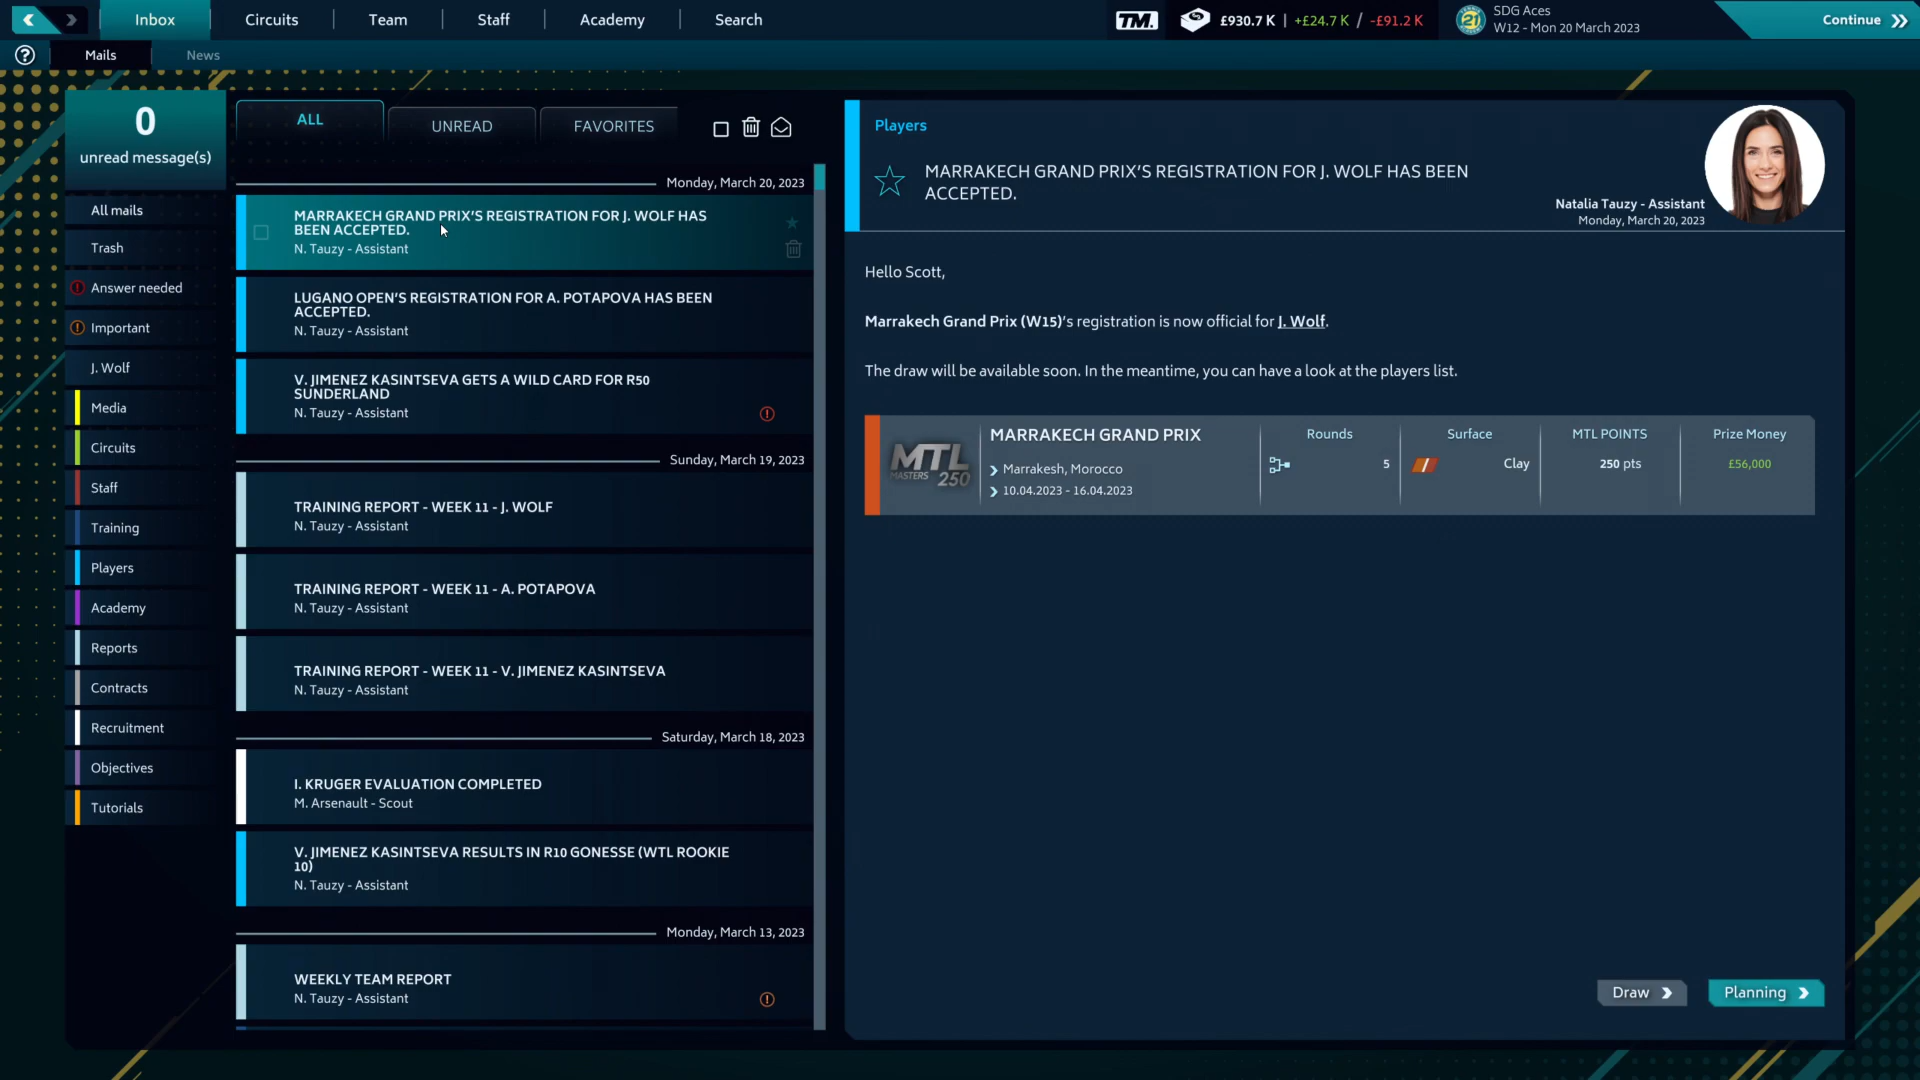 Inbox
Circuits
Team
Staff
Academy
Search
TM.
£930.7 K | +£24.7 K / -£91.2 K
21
SDG Aces
W12 - Mon 20 March 2023
Continue
?
Mails
News
0
unread message(s)
All mails
Trash
Answer needed
Important
J. Wolf
Media
Circuits
Staff
Training
Players
Academy
Reports
Contracts
Recruitment
Objectives
Tutorials
ALL
UNREAD
FAVORITES
Monday, March 20, 2023
MARRAKECH GRAND PRIX'S REGISTRATION FOR J. WOLF HAS
BEEN ACCEPTED.
N. Tauzy - Assistant
LUGANO OPEN'S REGISTRATION FOR A. POTAPOVA HAS BEEN
ACCEPTED.
N. Tauzy - Assistant
V. JIMENEZ KASINTSEVA GETS A WILD CARD FOR R50
SUNDERLAND
N. Tauzy - Assistant
Sunday, March 19, 2023
TRAINING REPORT - WEEK 11 - J. WOLF
N. Tauzy - Assistant
TRAINING REPORT - WEEK 11 - A. POTAPOVA
N. Tauzy - Assistant
TRAINING REPORT - WEEK 11 - V. JIMENEZ KASINTSEVA
N. Tauzy - Assistant
Saturday, March 18, 2023
I. KRUGER EVALUATION COMPLETED
M. Arsenault - Scout
V. JIMENEZ KASINTSEVA RESULTS IN R10 GONESSE (WTL ROOKIE
10)
N. Tauzy - Assistant
Monday, March 13, 2023
WEEKLY TEAM REPORT
N. Tauzy - Assistant
Players
MARRAKECH GRAND PRIX'S REGISTRATION FOR J. WOLF HAS BEEN
ACCEPTED.
Natalia Tauzy - Assistant
Monday, March 20, 2023
Hello Scott,
Marrakech Grand Prix (W15)'s registration is now official for J. Wolf.
The draw will be available soon. In the meantime, you can have a look at the players list.
MTL
MASTERS 250
MARRAKECH GRAND PRIX
Marrakesh, Morocco
10.04.2023 - 16.04.2023
Rounds
5
Surface
Clay
MTL POINTS
250 pts
Prize Money
£56,000
Draw
Planning